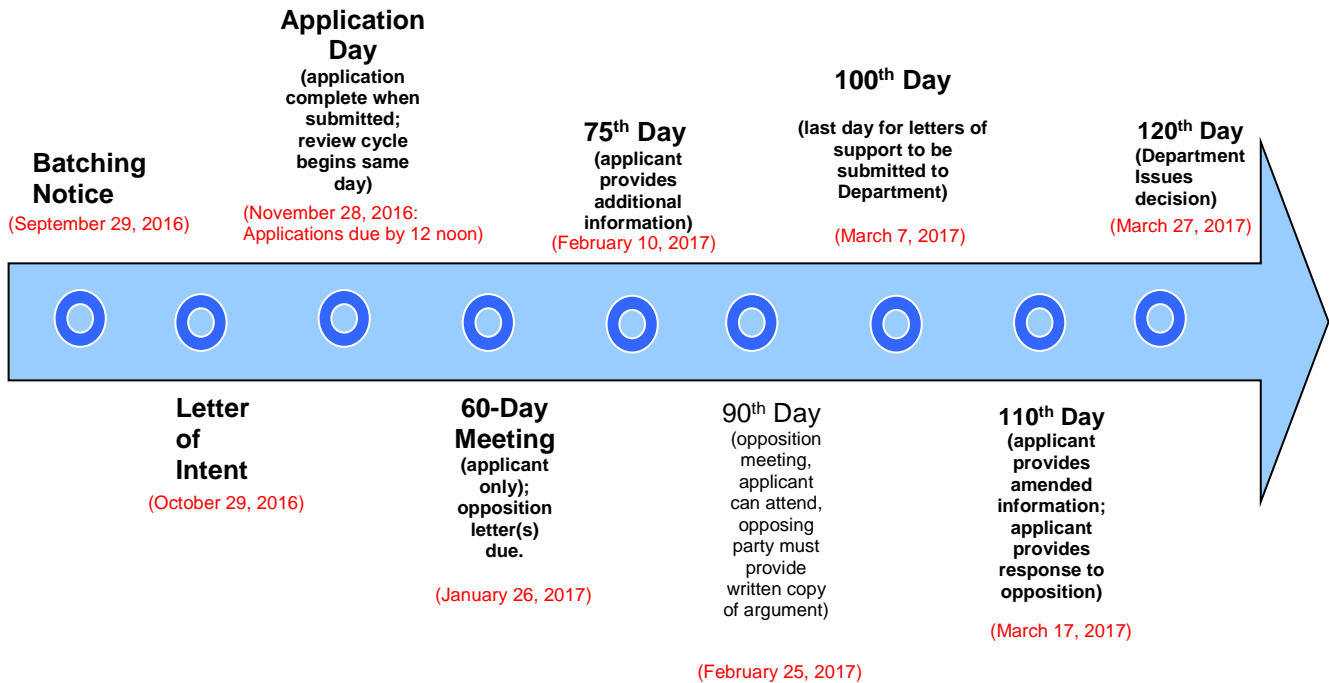 Batching
Notice
(September 29, 2016)
Letter
of
Intent
(October 29, 2016)
Application
Day
(application
complete when
submitted;
review cycle
begins same
day)
(November 28, 2016:
Applications due by 12 noon)
60-Day
Meeting
(applicant
only);
opposition
letter(s)
due.
(January 26, 2017)
75th Day
(applicant
provides
additional
information)
(February 10, 2017)
90th Day
(opposition
meeting,
applicant
can attend,
opposing
party must
provide
written copy
of argument)
(February 25, 2017)
100th Day
(last day for letters of
support to be
submitted to
Department)
(March 7, 2017)
110th Day
(applicant
provides
amended
information;
applicant
provides
response to
opposition)
(March 17, 2017)
120th Day
(Department
Issues
decision)
(March 27, 2017)